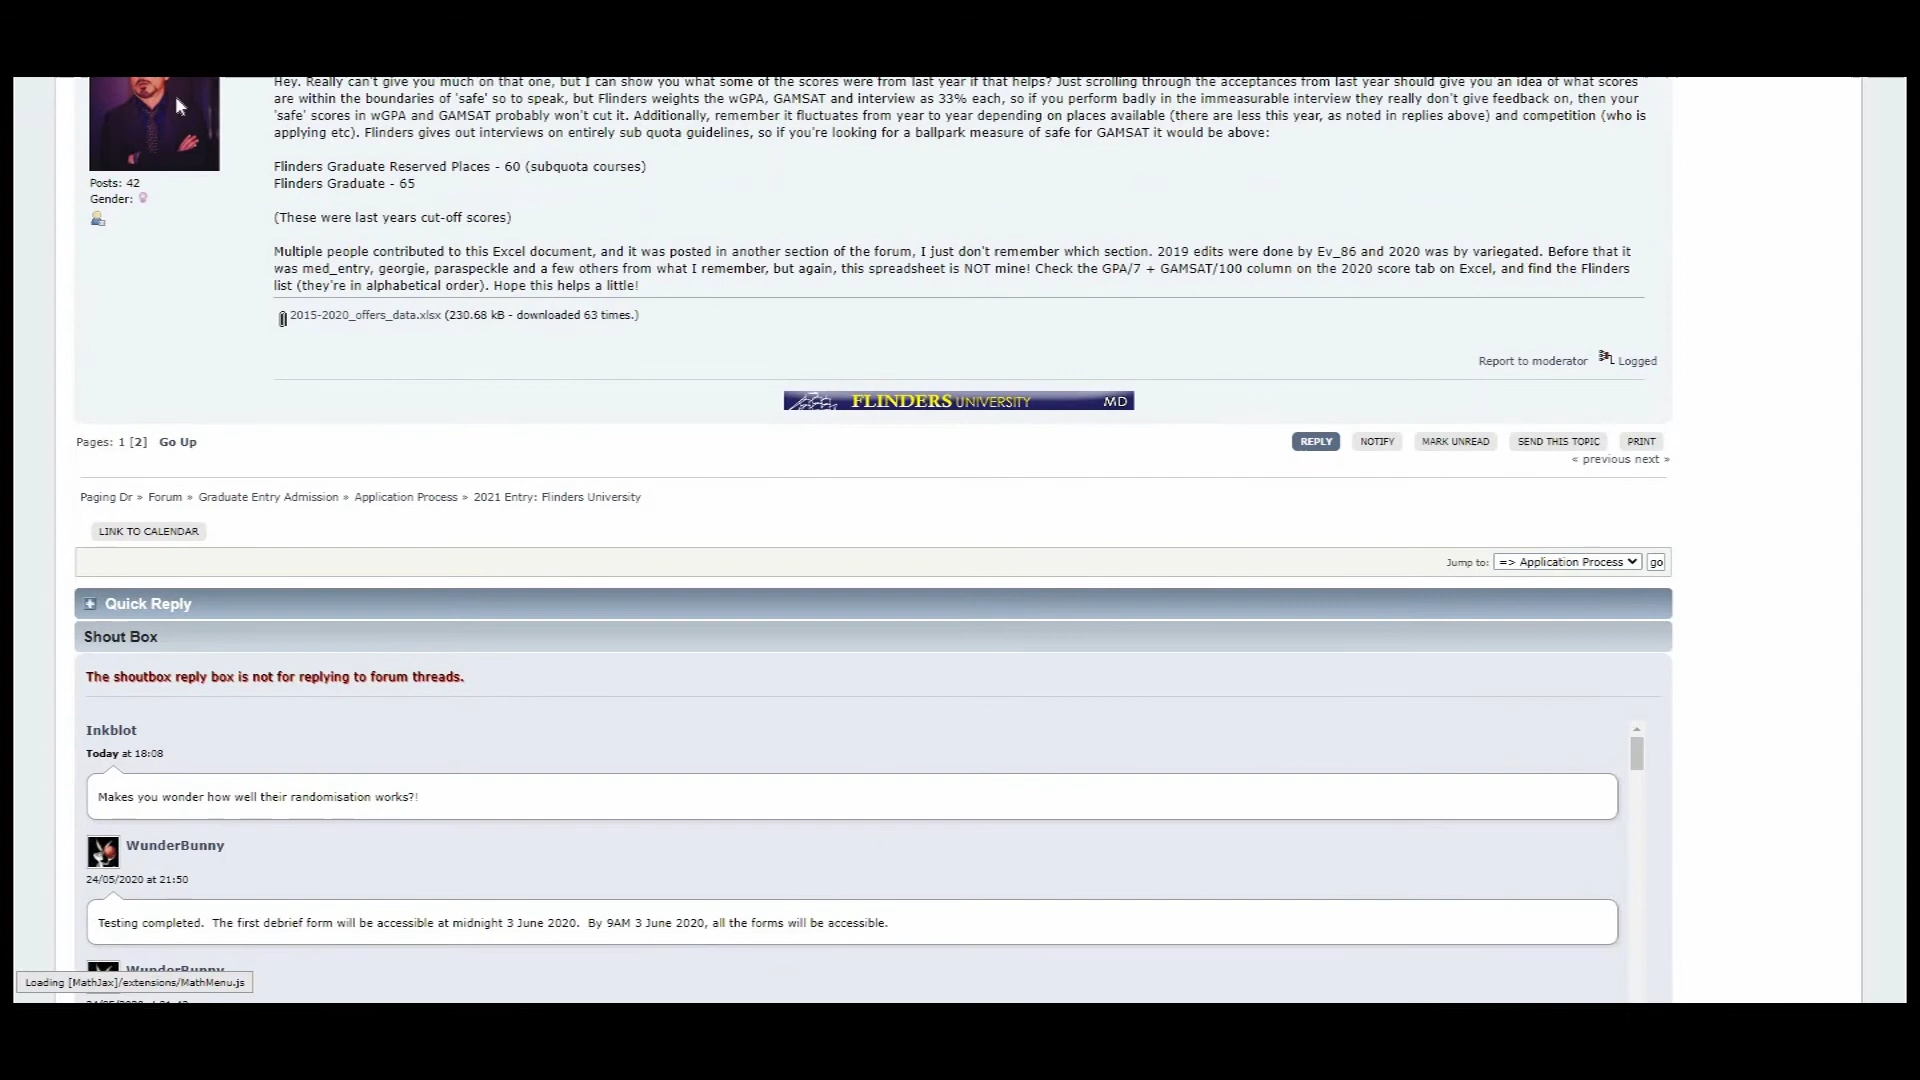 Hey. Really can't give you much on that one, but I can show you what some of the scores were from last year if that helps? Just scrolling through the acceptances from last year should give you an idea of what scores
are within the boundaries of 'safe' so to speak, but Flinders weights the wGPA, GAMSAT and interview as 33% each, so if you perform badly in the immeasurable interview they really don't give feedback on, then your
'safe' scores in wGPA and GAMSAT probably won't cut it. Additionally, remember it fluctuates from year to year depending on places available (there are less this year, as noted in replies above) and competition (who is
applying etc). Flinders gives out interviews on entirely sub quota guidelines, so if you're looking for a ballpark measure of safe for GAMSAT it would be above:
Flinders Graduate Reserved Places - 60 (subquota courses)
Flinders Graduate - 65
Posts: 42
Gender:
(These were last years cut-off scores)
Multiple people contributed to this Excel document, and it was posted in another section of the forum, I just don't remember which section. 2019 edits were done by Ev_86 and 2020 was by variegated. Before that it
was med_entry, georgie, paraspeckle and a few others from what I remember, but again, this spreadsheet is NOT mine! Check the GPA/7 + GAMSAT/100 column on the 2020 score tab on Excel, and find the Flinders
list (they're in alphabetical order). Hope this helps a little!
2015-2020_offers_data.xlsx (230.68 kB - downloaded 63 times.)
Report to moderator Logged
FLINDERS UNIVERSITY MD
Pages: 1 [2] Go Up
REPLY NOTIFY MARK UNREAD SEND THIS TOPIC PRINT
« previous next »
Paging Dr » Forum » Graduate Entry Admission » Application Process » 2021 Entry: Flinders University
LINK TO CALENDAR
Jump to: => Application Process go
Quick Reply
Shout Box
The shoutbox reply box is not for replying to forum threads.
Inkblot
Today at 18:08
Makes you wonder how well their randomisation works?!
WunderBunny
24/05/2020 at 21:50
Testing completed. The first debrief form will be accessible at midnight 3 June 2020. By 9AM 3 June 2020, all the forms will be accessible.
WunderBunny
Loading [MathJax]/extensions/MathMenu.js